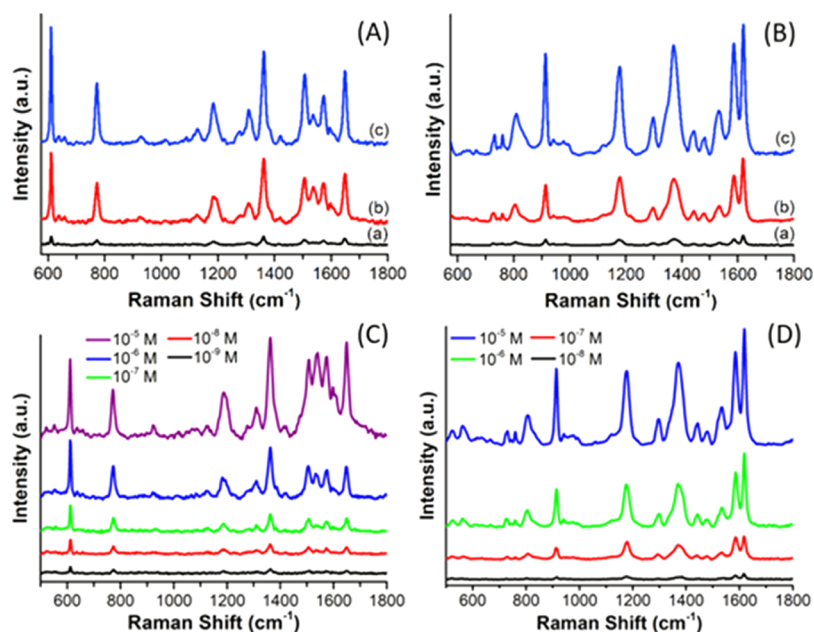 (A)
Intensity (a.u.)
(c)
(b)
(a)
600 800 1000 1200 1400 1600 1800
Raman Shift (cm⁻¹)
(B)
Intensity (a.u.)
(c)
(b)
(a)
600 800 1000 1200 1400 1600 1800
Raman Shift (cm⁻¹)
(C)
10⁻⁵ M 10⁻⁸ M
10⁻⁶ M 10⁻⁹ M
10⁻⁷ M
Intensity (a.u.)
600 800 1000 1200 1400 1600 1800
Raman Shift (cm⁻¹)
(D)
10⁻⁵ M 10⁻⁷ M
10⁻⁶ M 10⁻⁸ M
Intensity (a.u.)
600 800 1000 1200 1400 1600 1800
Raman Shift (cm⁻¹)